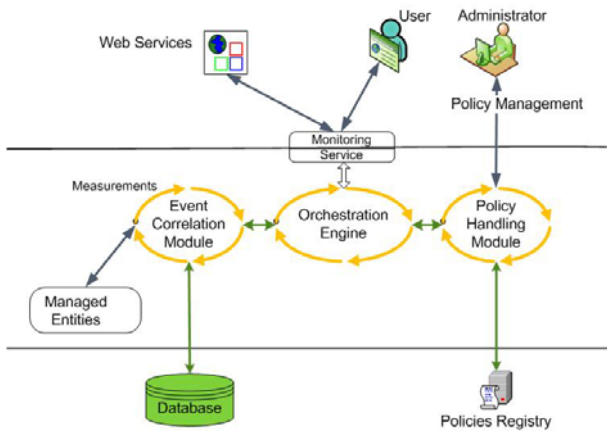 User
Administrator
Web Services
Policy Management
Monitoring
Service
Measurements
Event
Correlation
Module
Orchestration
Engine
Policy
Handling
Module
Managed
Entities
Database
Policies Registry